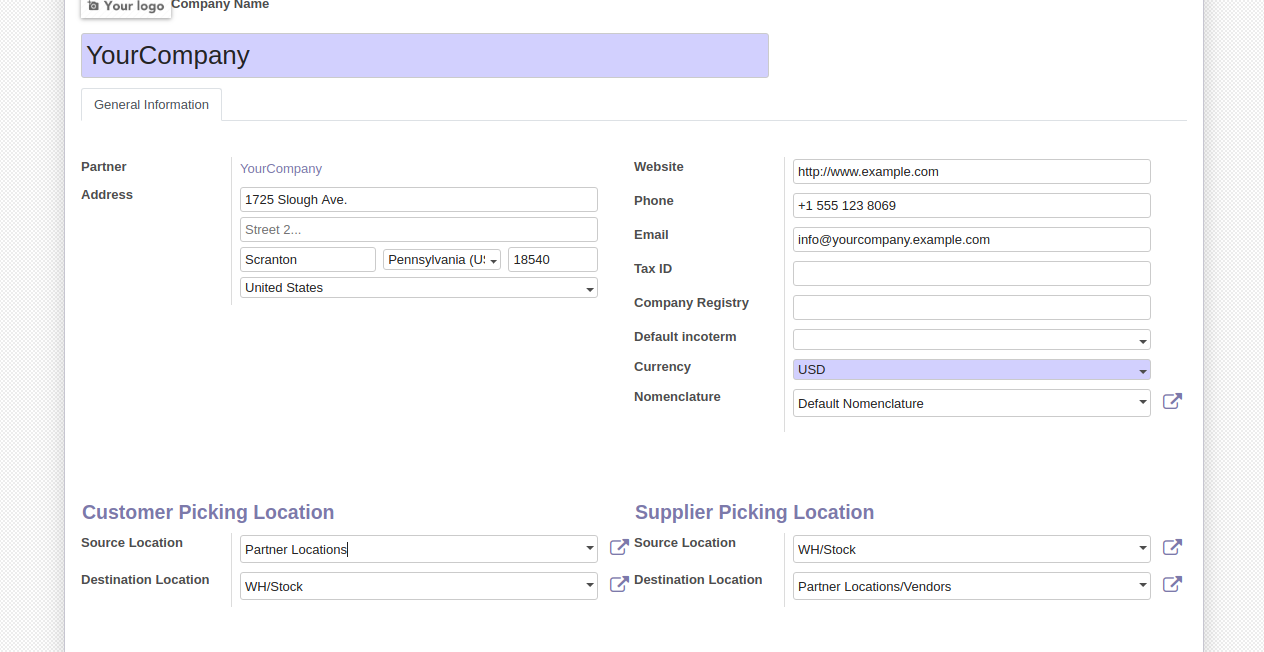 Your logo Company Name
YourCompany
General Information
Partner YourCompany
Address 1725 Slough Ave.
Street 2...
Scranton Pennsylvania (US 18540
United States
Website http://www.example.com
Phone +1 555 123 8069
Email info@yourcompany.example.com
Tax ID
Company Registry
Default incoterm
Currency USD
Nomenclature Default Nomenclature
Customer Picking Location
Source Location Partner Locations
Destination Location WH/Stock
Supplier Picking Location
Source Location WH/Stock
Destination Location Partner Locations/Vendors